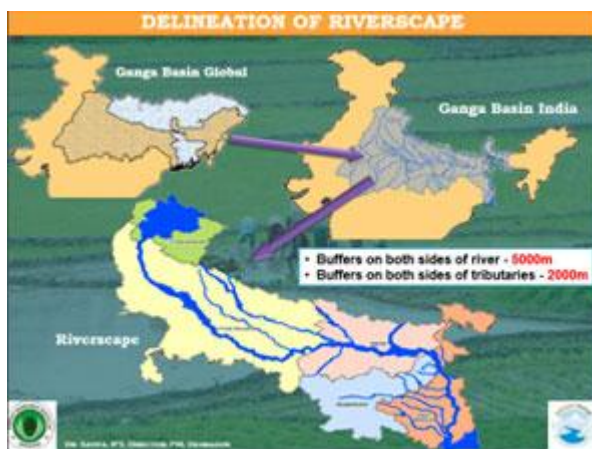 DELINEATION OF RIVERSCAPE
Ganga Basin Global
Ganga Basin India
• Buffers on both sides of river - 5000m
• Buffers on both sides of tributaries - 2000m
Riverscape